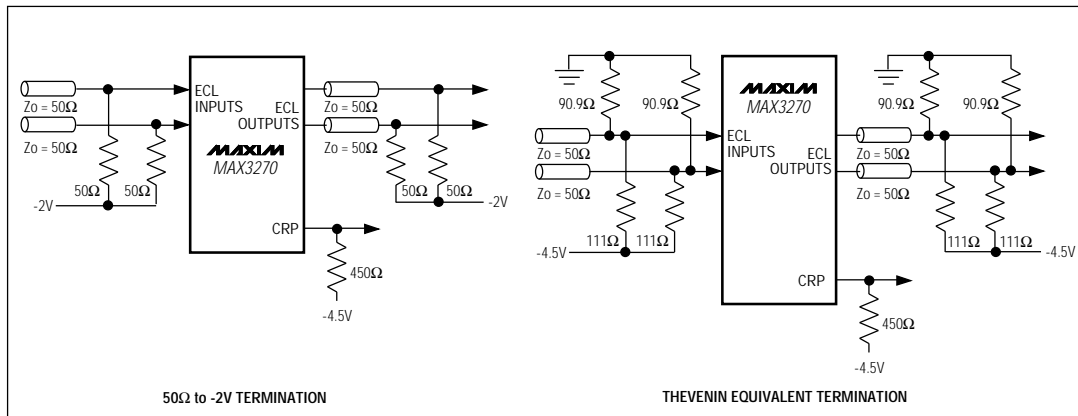 Zo = 50Ω
Zo = 50Ω
50Ω
50Ω
-2V
ECL
INPUTS
ECL
OUTPUTS
MAXIM
MAX3270
CRP
Zo = 50Ω
Zo = 50Ω
50Ω
50Ω
-2V
450Ω
-4.5V
50Ω to -2V TERMINATION
90.9Ω
90.9Ω
Zo = 50Ω
Zo = 50Ω
111Ω
111Ω
-4.5V
MAXIM
MAX3270
ECL
INPUTS
ECL
OUTPUTS
CRP
90.9Ω
90.9Ω
Zo = 50Ω
Zo = 50Ω
111Ω
111Ω
-4.5V
450Ω
-4.5V
THEVENIN EQUIVALENT TERMINATION